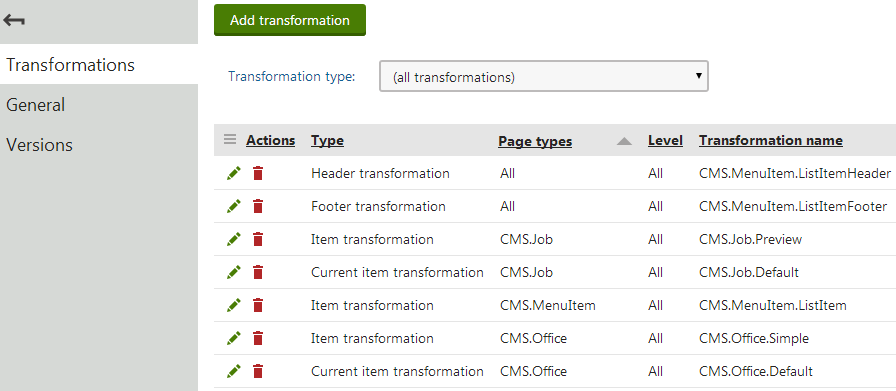 Add transformation
Transformations
Transformation type: (all transformations)
General
Versions
Actions Type Page types Level Transformation name
Header transformation All All CMS.MenuItem.ListItemHeader
Footer transformation All All CMS.MenuItem.ListItemFooter
Item transformation CMS.Job All CMS.Job.Preview
Current item transformation CMS.Job All CMS.Job.Default
Item transformation CMS.MenuItem All CMS.MenuItem.ListItem
Item transformation CMS.Office All CMS.Office.Simple
Current item transformation CMS.Office All CMS.Office.Default